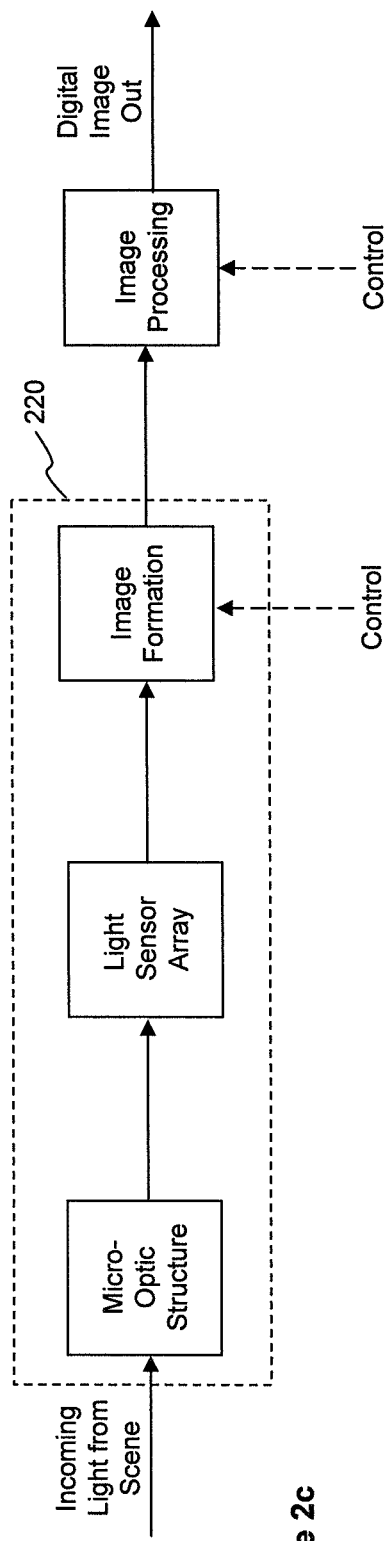 Incoming
Light from
Scene
Micro-
Optic
Structure
Light
Sensor
Array
Image
Formation
220
Control
Image
Processing
Control
Digital
Image
Out
2c